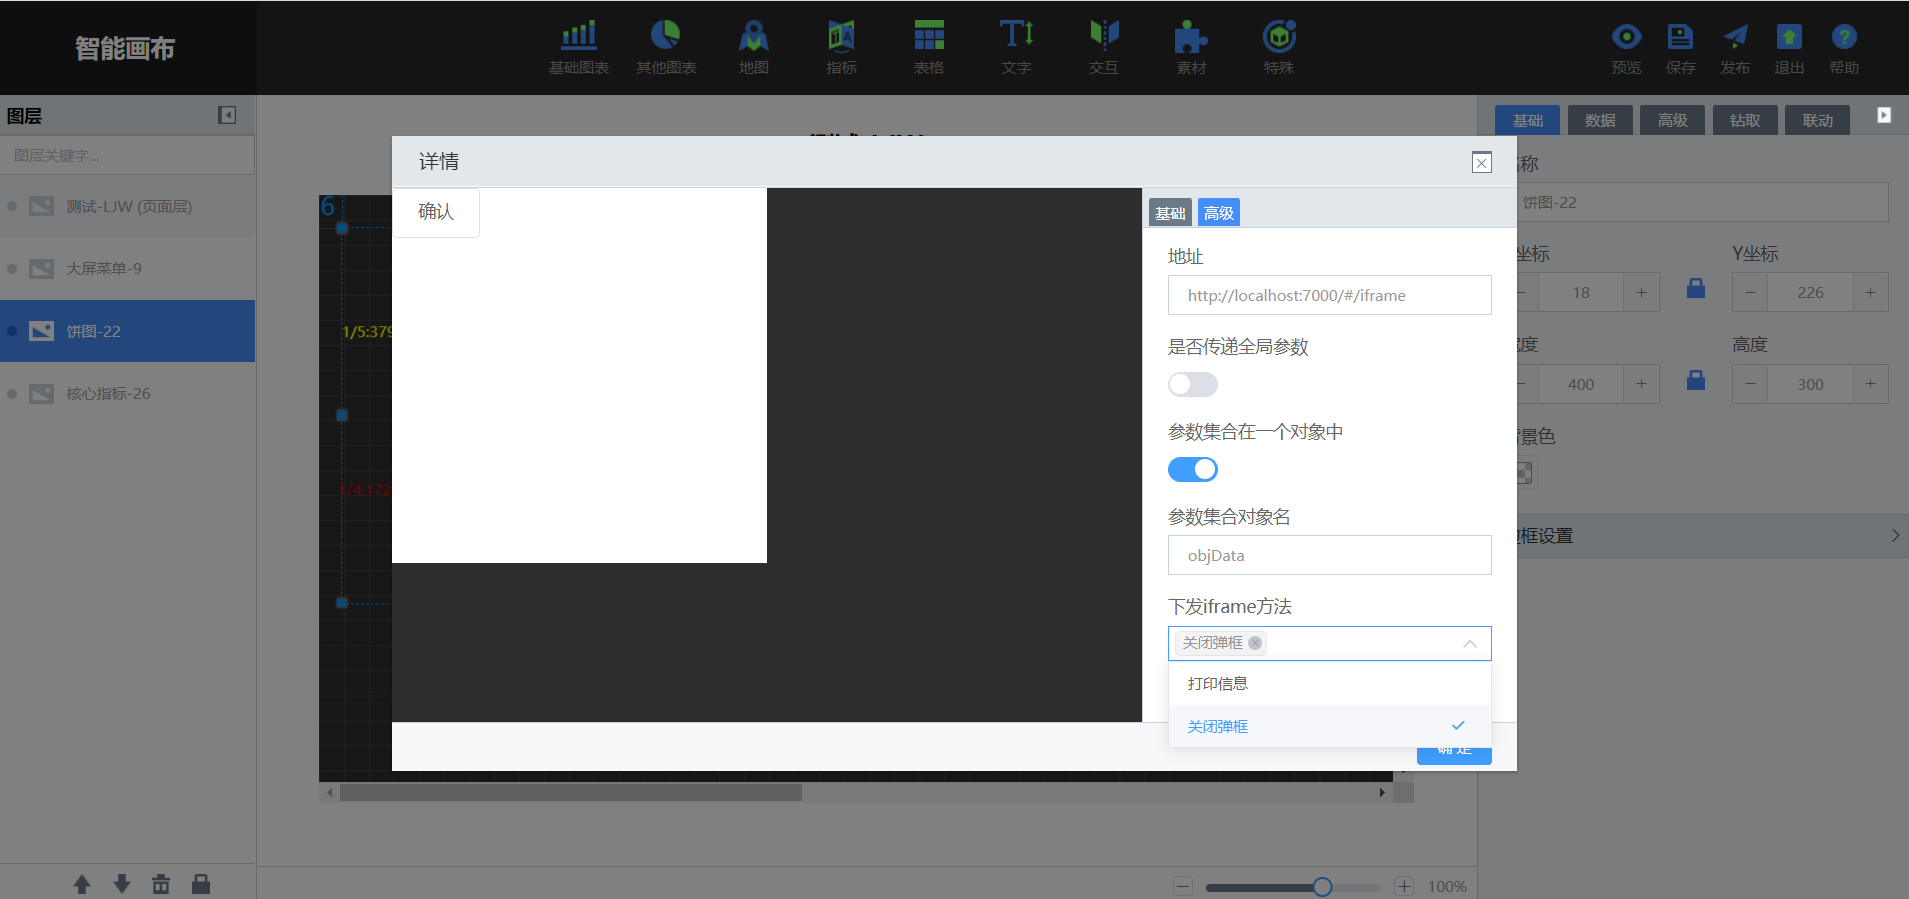 智能画布
基础图表
其他图表
地图
指标
表格
文字
交互
素材
特殊
预览
保存
发布
退出
帮助
图层
图层关键字...
测试-LJW (页面层)
大屏菜单-9
饼图-22
核心指标-26
6
1/5:379
1/4:172
详情
确认
基础
高级
地址
http://localhost:7000/#/iframe
是否传递全局参数
参数集合在一个对象中
参数集合对象名
objData
下发iframe方法
关闭弹框
打印信息
关闭弹框
确 定
基础
数据
高级
钻取
联动
称
饼图-22
坐标
Y坐标
18
226
度
高度
400
300
景色
框设置
100%